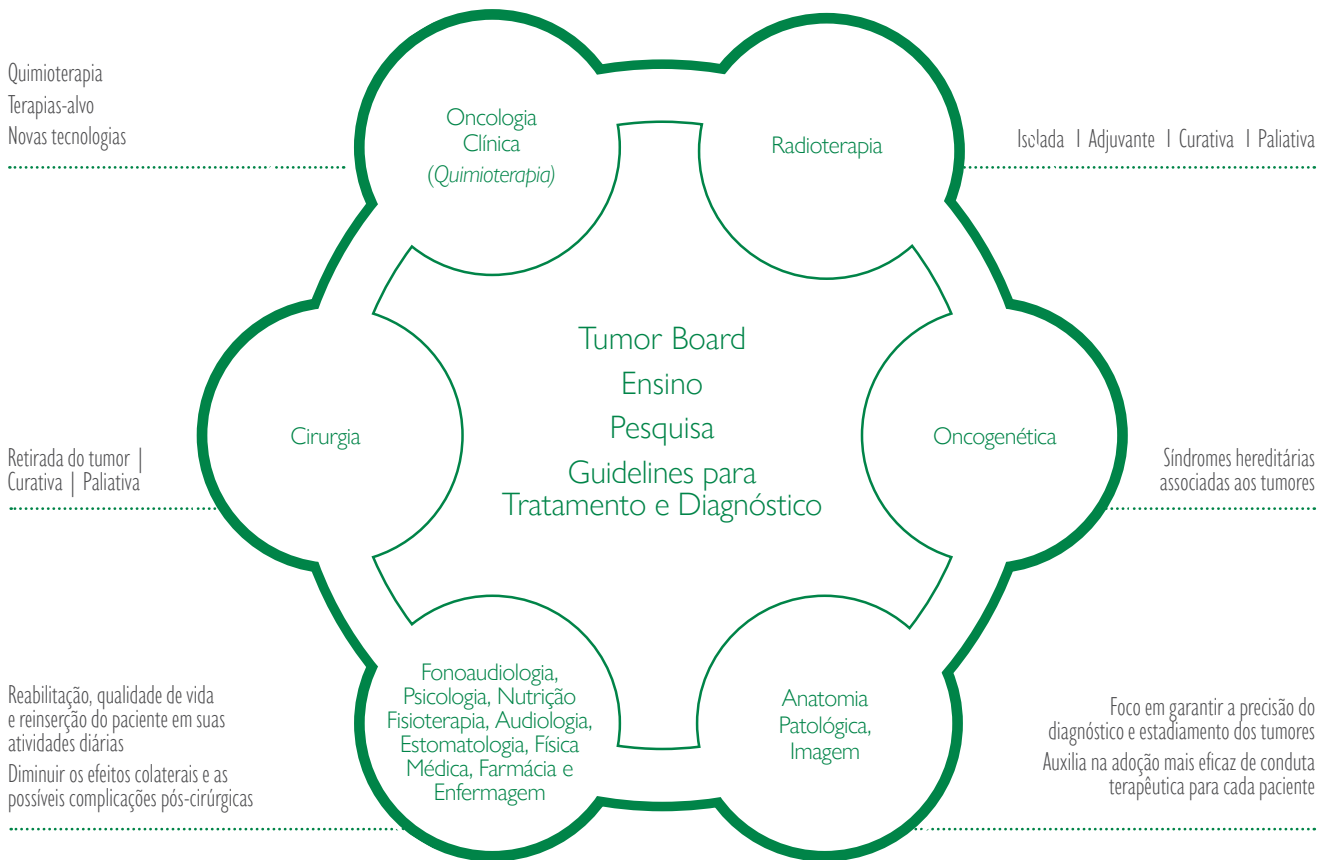 Quimioterapia
Terapias-alvo
Novas tecnologias
Oncologia
Clínica
(Quimioterapia)
Radioterapia
Isolada | Adjuvante | Curativa | Paliativa
Tumor Board
Ensino
Pesquisa
Guidelines para
Tratamento e Diagnóstico
Cirurgia
Retirada do tumor |
Curativa | Paliativa
Oncogenética
Síndromes hereditárias
associadas aos tumores
Reabilitação, qualidade de vida
e reinserção do paciente em suas
atividades diárias
Diminuir os efeitos colaterais e as
possíveis complicações pós-cirúrgicas
Fonoaudiologia,
Psicologia, Nutrição
Fisioterapia, Audiologia,
Estomatologia, Física
Médica, Farmácia e
Enfermagem
Anatomia
Patológica,
Imagem
Foco em garantir a precisão do
diagnóstico e estadiamento dos tumores
Auxilia na adoção mais eficaz de conduta
terapêutica para cada paciente